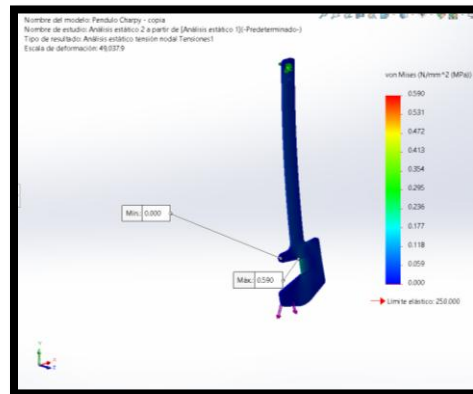 Nombre del modelo: Pendulo Charpy - copia
Nombre de estudio: Análisis estático 2 a partir de [Análisis estático 1](-Predeterminado-)
Tipo de resultado: Análisis estático tensión nodal Tensiones1
Escala de deformación: 49,037.9
von Mises (N/mm^2 (MPa))
0.590
0.531
0.472
0.413
0.354
0.295
0.236
0.177
0.118
0.059
0.000
Límite elástico: 250.000
Mín.: 0.000
Máx.: 0.590